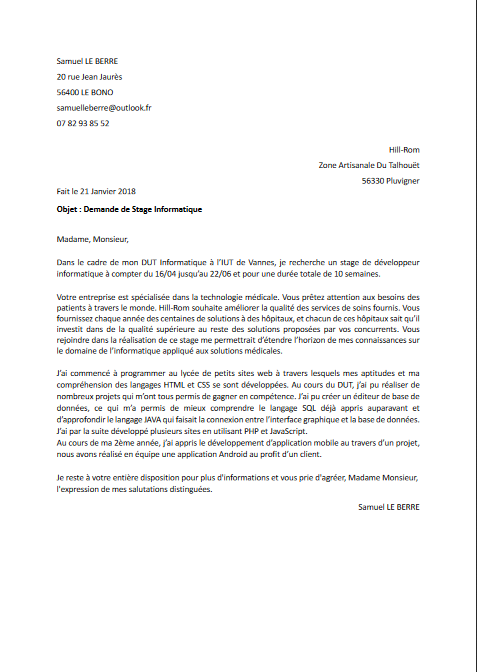 Samuel LE BERRE
20 rue Jean Jaurès
56400 LE BONO
samuelleberre@outlook.fr
07 82 93 85 52
Hill-Rom
Zone Artisanale Du Talhouët
56330 Pluvigner
Fait le 21 Janvier 2018
Objet : Demande de Stage Informatique
Madame, Monsieur,
Dans le cadre de mon DUT Informatique à l'IUT de Vannes, je recherche un stage de développeur
informatique à compter du 16/04 jusqu'au 22/06 et pour une durée totale de 10 semaines.
Votre entreprise est spécialisée dans la technologie médicale. Vous prêtez attention aux besoins des
patients à travers le monde. Hill-Rom souhaite améliorer la qualité des services de soins fournis. Vous
fournissez chaque année des centaines de solutions à des hôpitaux, et chacun de ces hôpitaux sait qu'il
investit dans de la qualité supérieure au reste des solutions proposées par vos concurrents. Vous
rejoindre dans la réalisation de ce stage me permettrait d'étendre l'horizon de mes connaissances sur
le domaine de l'informatique appliqué aux solutions médicales.
J'ai commencé à programmer au lycée de petits sites web à travers lesquels mes aptitudes et ma
compréhension des langages HTML et CSS se sont développées. Au cours du DUT, j'ai pu réaliser de
nombreux projets qui m'ont tous permis de gagner en compétence. J'ai pu créer un éditeur de base de
données, ce qui m'a permis de mieux comprendre le langage SQL déjà appris auparavant et
d'approfondir le langage JAVA qui faisait la connexion entre l'interface graphique et la base de données.
J'ai par la suite développé plusieurs sites en utilisant PHP et JavaScript.
Au cours de ma 2ème année, j'ai appris le développement d'application mobile au travers d'un projet,
nous avons réalisé en équipe une application Android au profit d'un client.
Je reste à votre entière disposition pour plus d'informations et vous prie d'agréer, Madame Monsieur,
l'expression de mes salutations distinguées.
Samuel LE BERRE